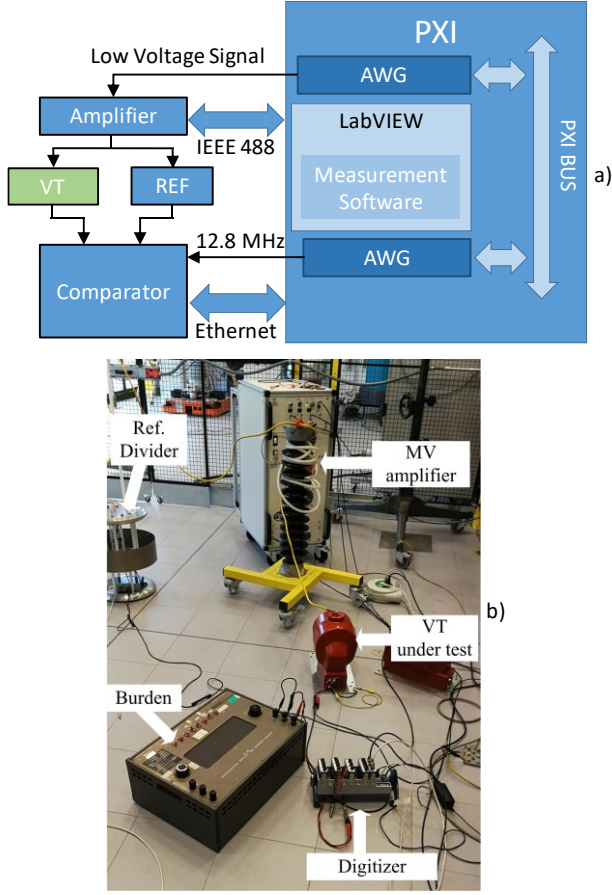 PXI
Low Voltage Signal
AWG
Amplifier
LabVIEW
IEEE 488
VT
REF
Measurement
Software
PXI BUS
a)
12.8 MHz
AWG
Comparator
Ethernet
Ref.
Divider
MV
amplifier
b)
VT
under test
Burden
Digitizer